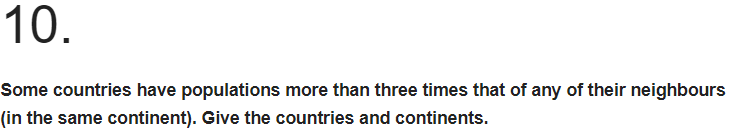 10.
Some countries have populations more than three times that of any of their neighbours
(in the same continent). Give the countries and continents.